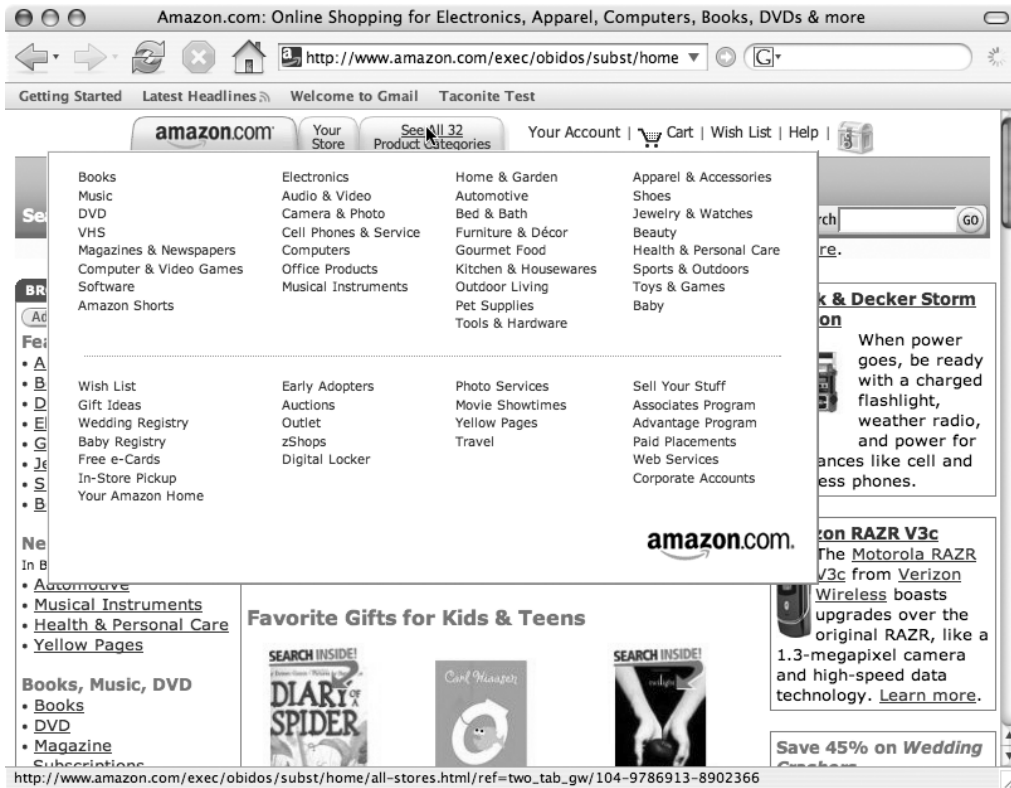 Amazon.com: Online Shopping for Electronics, Apparel, Computers, Books, DVDs & more
http://www.amazon.com/exec/obidos/subst/home
G
Getting Started Latest Headlines Welcome to Gmail Taconite Test
amazon.com
Your Store
See All 32 Product Categories
Your Account | Cart | Wish List | Help |
Books
Music
DVD
VHS
Magazines & Newspapers
Computer & Video Games
Software
Amazon Shorts
Electronics
Audio & Video
Camera & Photo
Cell Phones & Service
Computers
Office Products
Musical Instruments
Home & Garden
Automotive
Bed & Bath
Furniture & Décor
Gourmet Food
Kitchen & Housewares
Outdoor Living
Pet Supplies
Tools & Hardware
Apparel & Accessories
Shoes
Jewelry & Watches
Beauty
Health & Personal Care
Sports & Outdoors
Toys & Games
Baby
Wish List
Gift Ideas
Wedding Registry
Baby Registry
Free e-Cards
In-Store Pickup
Your Amazon Home
Early Adopters
Auctions
Outlet
zShops
Digital Locker
Photo Services
Movie Showtimes
Yellow Pages
Travel
Sell Your Stuff
Associates Program
Advantage Program
Paid Placements
Web Services
Corporate Accounts
amazon.com.
GO
• Automotive
• Musical Instruments
• Health & Personal Care
• Yellow Pages
Books, Music, DVD
• Books
• DVD
• Magazine
Subscriptions
Favorite Gifts for Kids & Teens
SEARCH INSIDE!
DIARY OF A SPIDER
Carl Hiaasen
SEARCH INSIDE!
twilight
& Decker Storm
When power
goes, be ready
with a charged
flashlight,
weather radio,
and power for
like cell and
phones.
RAZR V3c
The Motorola RAZR
V3c from Verizon
Wireless boasts
upgrades over the
original RAZR, like a
1.3-megapixel camera
and high-speed data
technology. Learn more.
Save 45% on Wedding
Crashers
http://www.amazon.com/exec/obidos/subst/home/all-stores.html/ref=two_tab_gw/104-9786913-8902366